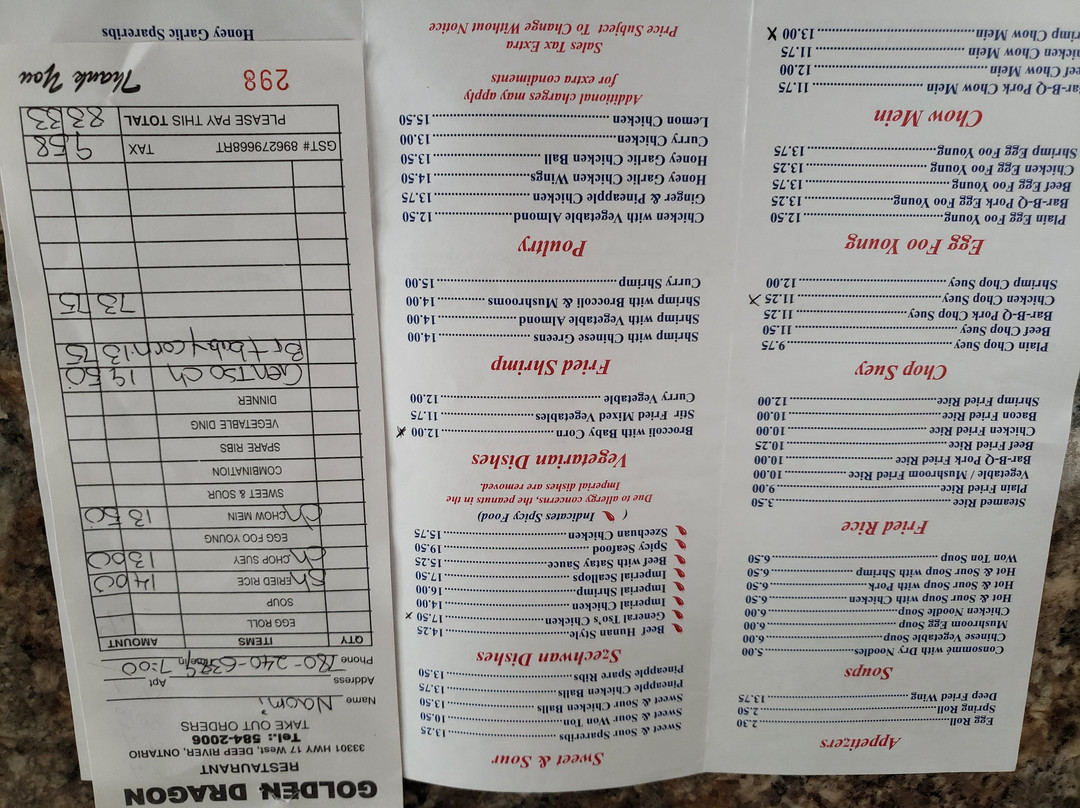 Appetizers
Egg Roll 2.30
Spring Roll 2.50
Deep Fried Wing 13.75
Soups
Consommé with Dry Noodles 5.00
Chinese Vegetable Soup 6.00
Mushroom Egg Soup 6.00
Chicken Noodle Soup 6.00
Hot & Sour Soup with Chicken 6.50
Hot & Sour Soup with Pork 6.50
Hot & Sour Soup with Shrimp 6.50
Won Ton Soup 6.50
Fried Rice
Steamed Rice 3.50
Plain Fried Rice 9.00
Vegetable / Mushroom Fried Rice 10.00
Bar-B-Q Pork Fried Rice 10.00
Beef Fried Rice 10.25
Chicken Fried Rice 10.00
Bacon Fried Rice 10.00
Shrimp Fried Rice 12.00
Chop Suey
Plain Chop Suey 9.75
Beef Chop Suey 11.50
Bar-B-Q Pork Chop Suey 11.25
Chicken Chop Suey 11.25 X
Shrimp Chop Suey 12.00
Egg Foo Young
Plain Egg Foo Young 12.50
Bar-B-Q Pork Egg Foo Young 13.25
Beef Egg Foo Young 13.75
Chicken Egg Foo Young 13.25
Shrimp Egg Foo Young 13.75
Chow Mein
ar-B-Q Pork Chow Mein 11.75
eef Chow Mein 12.00
icken Chow Mein 11.75
rimp Chow Mein 13.00 X
Sweet & Sour
Sweet & Sour Spareribs 13.25
Sweet & Sour Won Ton 10.50
Sweet & Sour Chicken Balls 13.50
Pineapple Chicken Balls 13.75
Pineapple Spare Ribs 13.50
Szechwan Dishes
Beef Hunan Style 14.25
General Tso's Chicken 17.50 X
Imperial Chicken 14.00
Imperial Shrimp 16.00
Imperial Scallops 17.50
Beef with Satay Sauce 15.25
Spicy Seafood 19.50
Szechuan Chicken 15.75
( Indicates Spicy Food)
Due to allergy concerns, the peanuts in the
Imperial dishes are removed.
Vegetarian Dishes
Broccoli with Baby Corn 12.00 X
Stir Fried Mixed Vegetables 11.75
Curry Vegetable 12.00
Fried Shrimp
Shrimp with Chinese Greens 14.00
Shrimp with Vegetable Almond 14.00
Shrimp with Broccoli & Mushrooms 14.00
Curry Shrimp 15.00
Poultry
Chicken with Vegetable Almond 12.50
Ginger & Pineapple Chicken 13.75
Honey Garlic Chicken Wings 14.50
Honey Garlic Chicken Ball 13.50
Curry Chicken 13.00
Lemon Chicken 15.50
Additional charges may apply
for extra condiments
Sales Tax Extra
Price Subject To Change Without Notice
GOLDEN DRAGON
RESTAURANT
33301 HWY 17 West, DEEP RIVER, ONTARIO
Tel.: 584-2006
TAKE OUT ORDERS
Name Naomi
Address Apt
Phone 780-240-6389 7:00
QTY ITEMS AMOUNT
EGG ROLL
SOUP
Sh FRIED RICE 14 00
Ch CHOP SUEY 13 00
EGG FOO YOUNG
Ch CHOW MEIN 13 50
SWEET & SOUR
COMBINATION
SPARE RIBS
VEGETABLE DING
DINNER
Gen Tso Ch 19 50
Br + baby corn 13 75
73 75
GST# 896279668RT TAX 9.58
PLEASE PAY THIS TOTAL 83 33
298 Thank You
Honey Garlic Spareribs